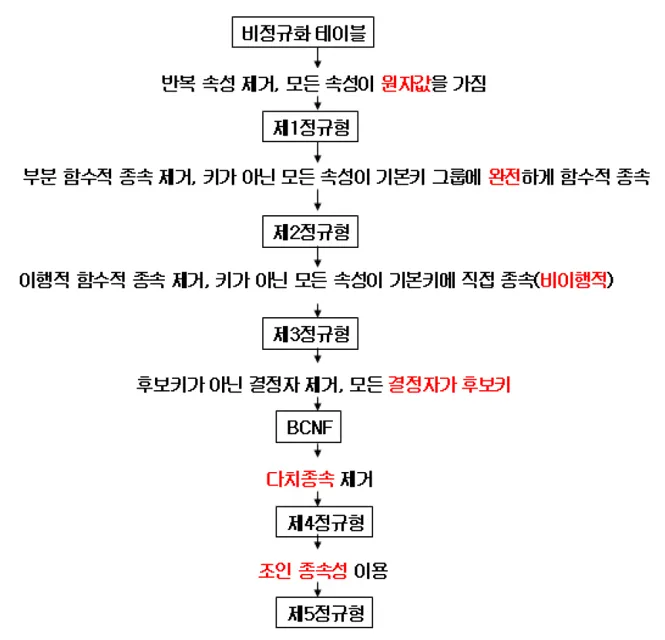 비정규화 테이블
반복 속성 제거, 모든 속성이 원자값을 가짐
제1정규형
부분 함수적 종속 제거, 키가 아닌 모든 속성이 기본키 그룹에 완전하게 함수적 종속
제2정규형
이행적 함수적 종속 제거, 키가 아닌 모든 속성이 기본키에 직접 종속(비이행적)
제3정규형
후보키가 아닌 결정자 제거, 모든 결정자가 후보키
BCNF
다치종속 제거
제4정규형
조인 종속성 이용
제5정규형